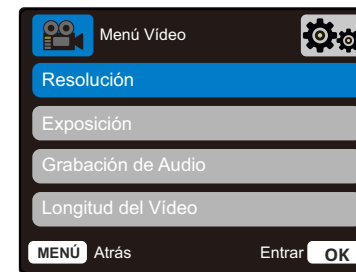 Menú Vídeo
Resolución
Exposición
Grabación de Audio
Longitud del Vídeo
MENÚ Atrás Entrar OK